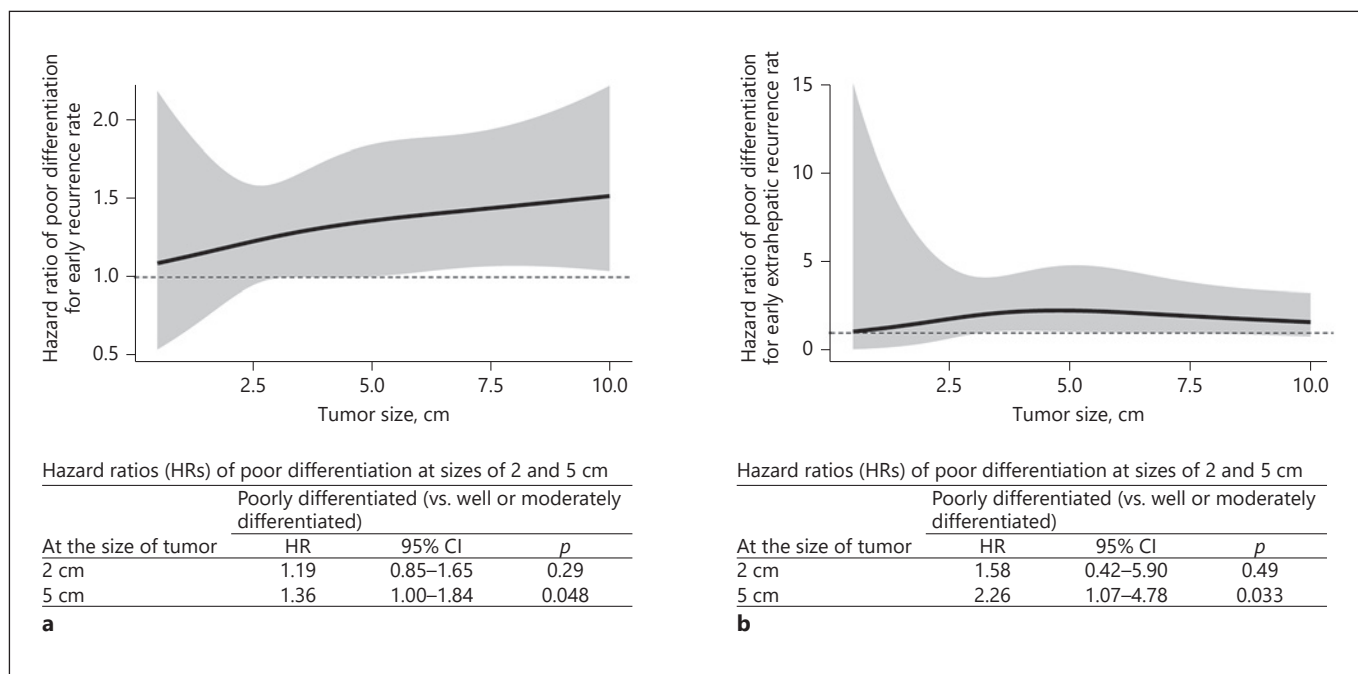 Hazard ratio of poor differentiation
for early recurrence rate
2.0
1.5
1.0
0.5
2.5
5.0
7.5
10.0
Tumor size, cm
Hazard ratios (HRs) of poor differentiation at sizes of 2 and 5 cm
Poorly differentiated (vs. well or moderately
differentiated)
At the size of tumor HR 95% CI p
2 cm 1.19 0.85–1.65 0.29
5 cm 1.36 1.00–1.84 0.048
a
Hazard ratio of poor differentiation
for early extrahepatic recurrence rat
15
10
5
0
2.5
5.0
7.5
10.0
Tumor size, cm
Hazard ratios (HRs) of poor differentiation at sizes of 2 and 5 cm
Poorly differentiated (vs. well or moderately
differentiated)
At the size of tumor HR 95% CI p
2 cm 1.58 0.42–5.90 0.49
5 cm 2.26 1.07–4.78 0.033
b